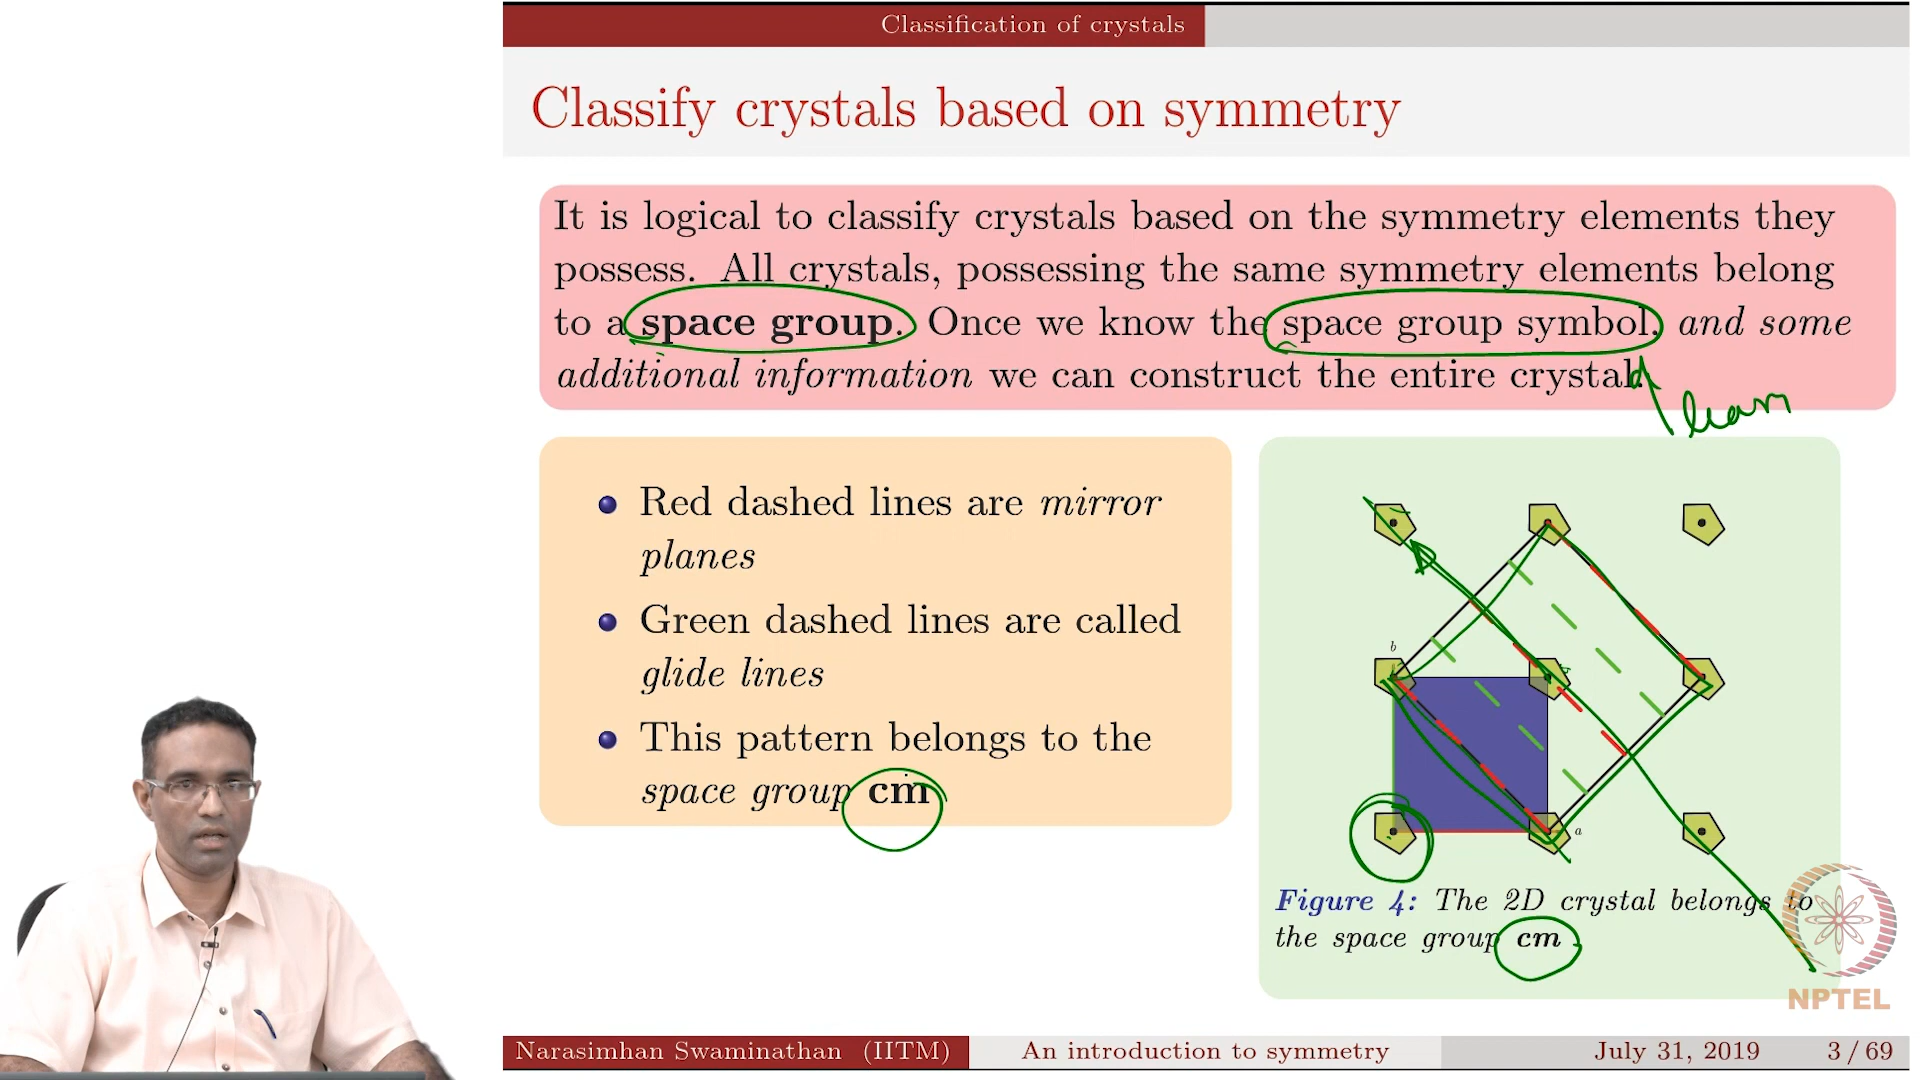 Classification of crystals
Classify crystals based on symmetry
It is logical to classify crystals based on the symmetry elements they
possess. All crystals, possessing the same symmetry elements belong
to a space group. Once we know the space group symbol, and some
additional information we can construct the entire crystal.
learn
Red dashed lines are mirror
planes
Green dashed lines are called
glide lines
This pattern belongs to the
space group cm
b
a
Figure 4: The 2D crystal belongs to
the space group cm
NPTEL
Narasimhan Swaminathan (IITM) An introduction to symmetry July 31, 2019 3 / 69